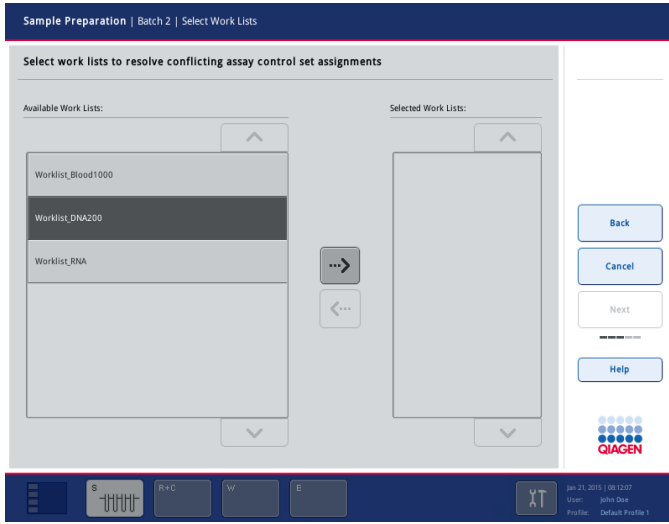 Sample Preparation | Batch 2 | Select Work Lists
Select work lists to resolve conflicting assay control set assignments
Available Work Lists:
Selected Work Lists:
Worklist_Blood1000
Worklist_DNA200
Worklist_RNA
Back
Cancel
Next
Help
QIAGEN
S
R+C
W
E
Jan 21, 2015 | 08:12:07
User: John Doe
Profile: Default Profile 1